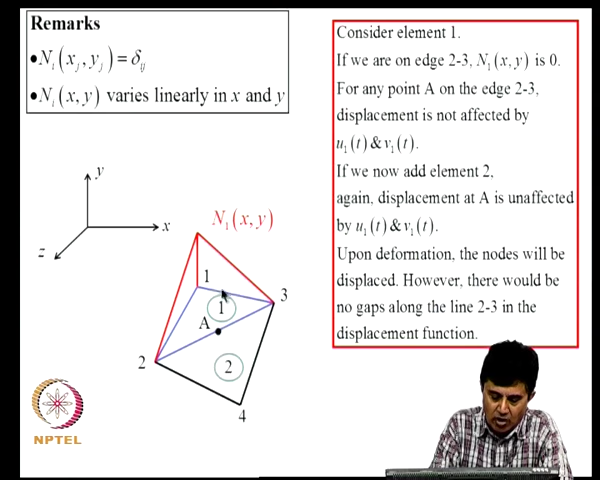 Remarks
•N_i(x_j, y_j) = δ_ij
•N_i(x, y) varies linearly in x and y
Consider element 1.
If we are on edge 2-3, N_1(x, y) is 0.
For any point A on the edge 2-3,
displacement is not affected by
u_1(t) & v_1(t).
If we now add element 2,
again, displacement at A is unaffected
by u_1(t) & v_1(t).
Upon deformation, the nodes will be
displaced. However, there would be
no gaps along the line 2-3 in the
displacement function.
y
x
z
N_1(x, y)
1
3
1
A
2
2
4
NPTEL